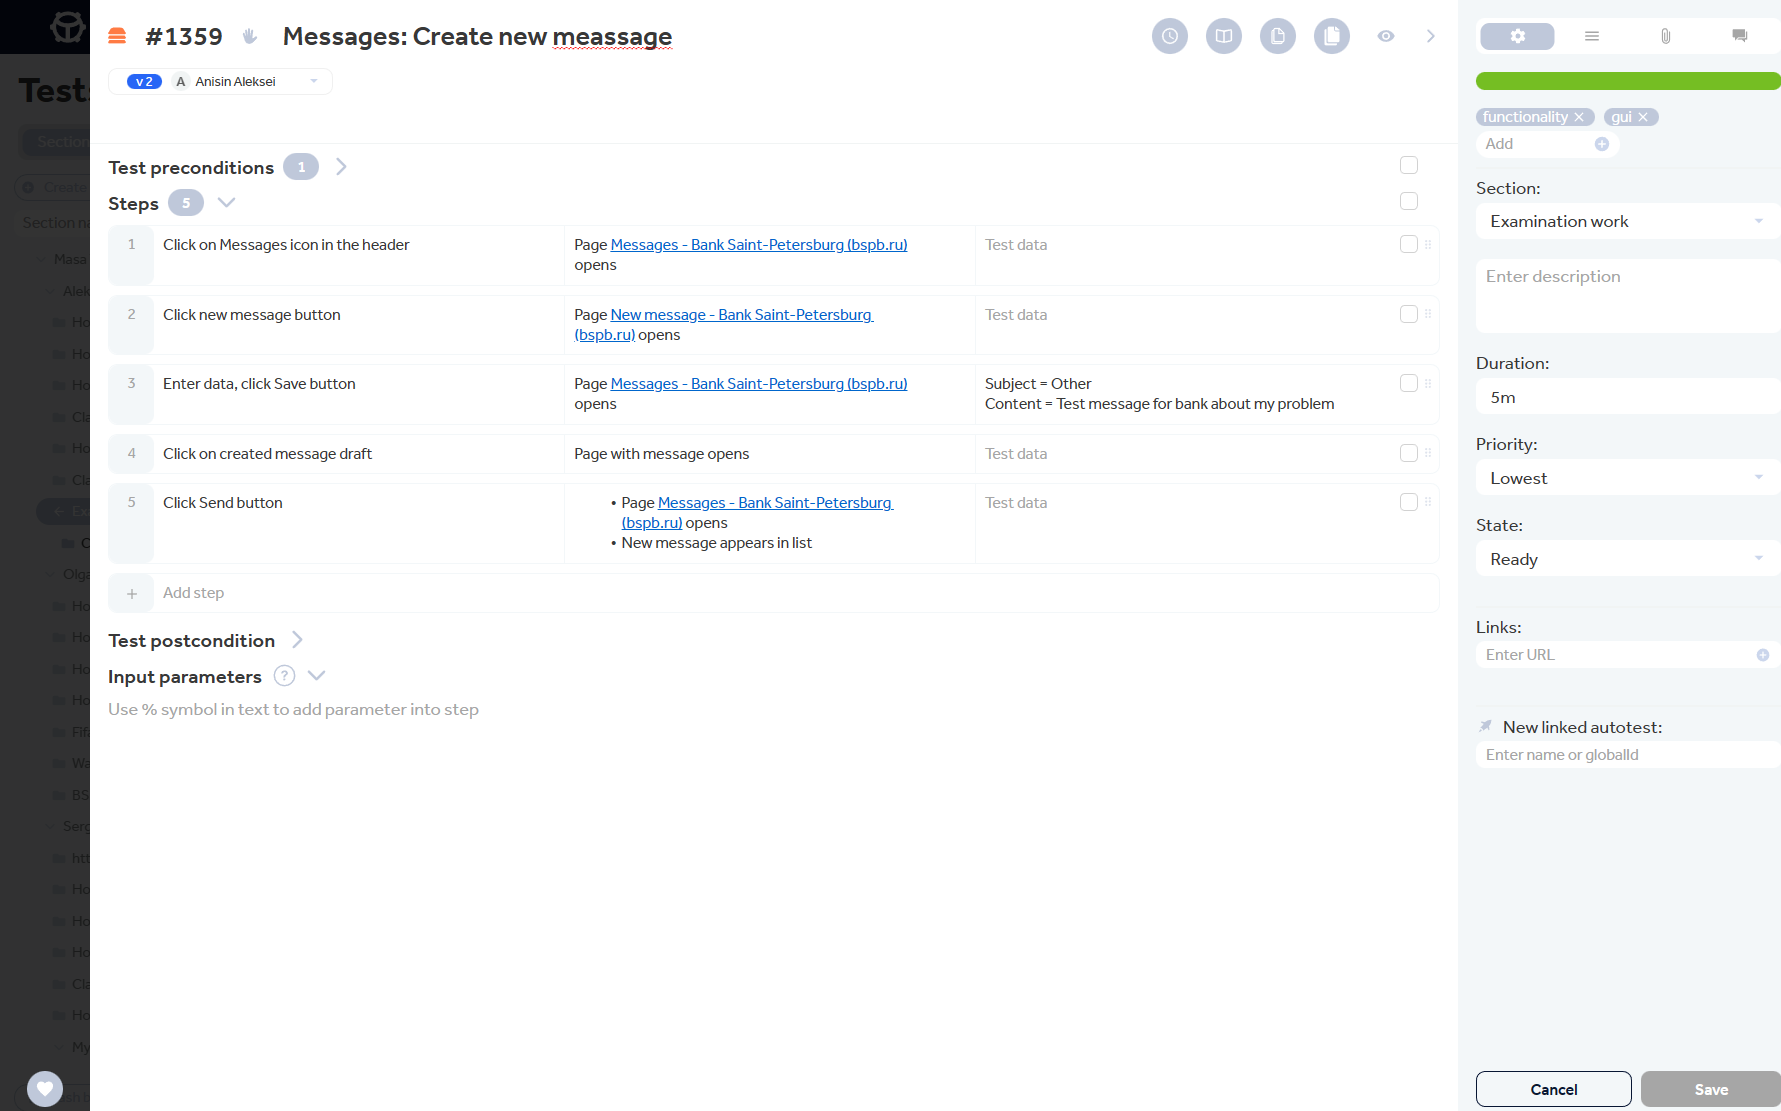 #1359 Messages: Create new meassage
v 2 A Anisin Aleksei
Test preconditions 1
Steps 5
1 Click on Messages icon in the header
Page Messages - Bank Saint-Petersburg (bspb.ru)
opens
Test data
2 Click new message button
Page New message - Bank Saint-Petersburg
(bspb.ru) opens
Test data
3 Enter data, click Save button
Page Messages - Bank Saint-Petersburg (bspb.ru)
opens
Subject = Other
Content = Test message for bank about my problem
4 Click on created message draft
Page with message opens
Test data
5 Click Send button
• Page Messages - Bank Saint-Petersburg
(bspb.ru) opens
• New message appears in list
Test data
+ Add step
Test postcondition
Input parameters ?
Use % symbol in text to add parameter into step
functionality × gui ×
Add
Section:
Examination work
Enter description
Duration:
5m
Priority:
Lowest
State:
Ready
Links:
Enter URL
New linked autotest:
Enter name or globalId
Cancel
Save
Tests
Section
Create
Section na
Masa
Alek
Ho
Ho
Ho
Cla
Ho
Cla
Exa
C
Olga
Ho
Ho
Ho
Ho
Fif
Wa
BS
Serg
htt
Ho
Ho
Ho
Cla
Ho
My